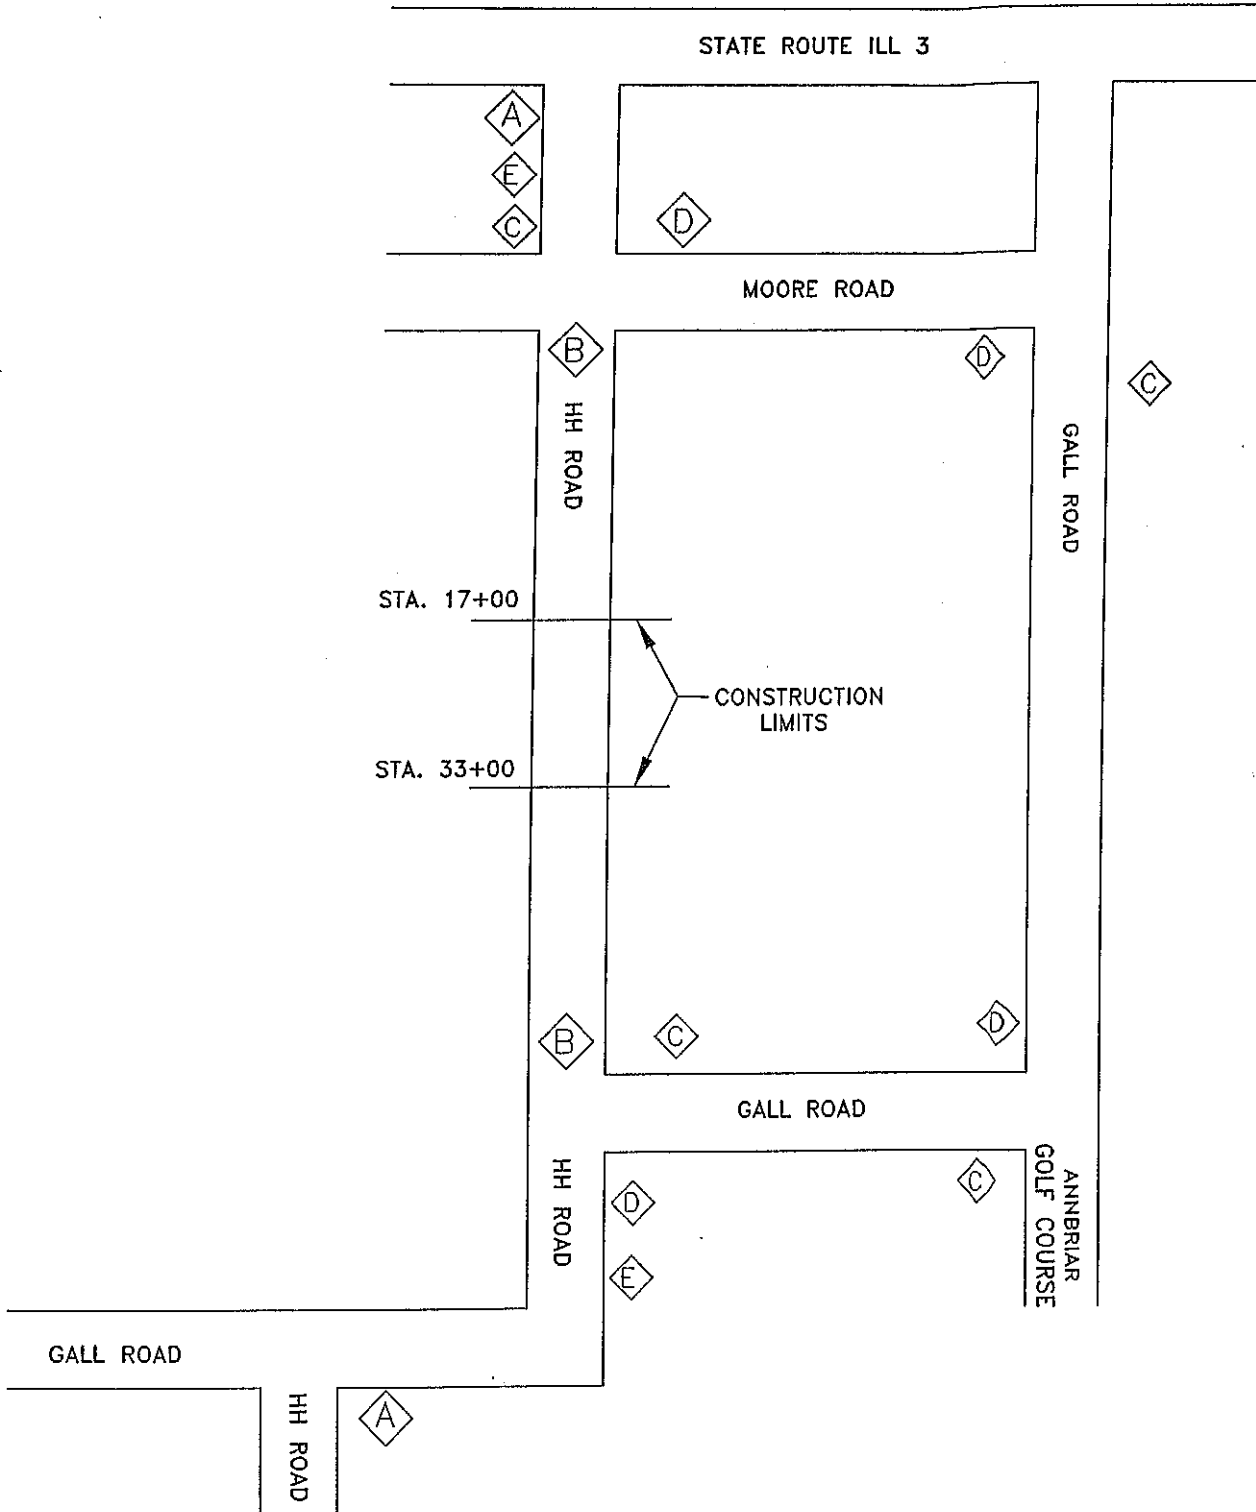 STATE ROUTE ILL 3
A
E
C
D
MOORE ROAD
B
D
C
HH ROAD
GALL ROAD
STA. 17+00
CONSTRUCTION
LIMITS
STA. 33+00
B
C
D
GALL ROAD
HH ROAD
D
C
ANNBRIAR
GOLF COURSE
E
GALL ROAD
HH ROAD
A